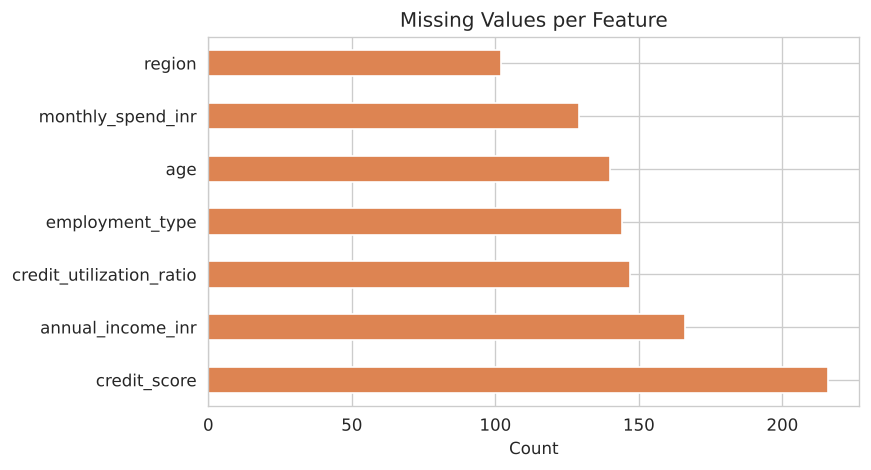 Missing Values per Feature
region
monthly_spend_inr
age
employment_type
credit_utilization_ratio
annual_income_inr
credit_score
0 50 100 150 200
Count